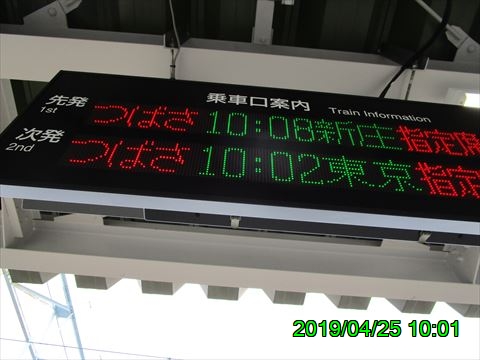 乗車口案内 Train Information
先発 つばさ 10:08 新庄 指定席
1st
次発 つばさ 10:02 東京 指定
2nd
2019/04/25 10:01